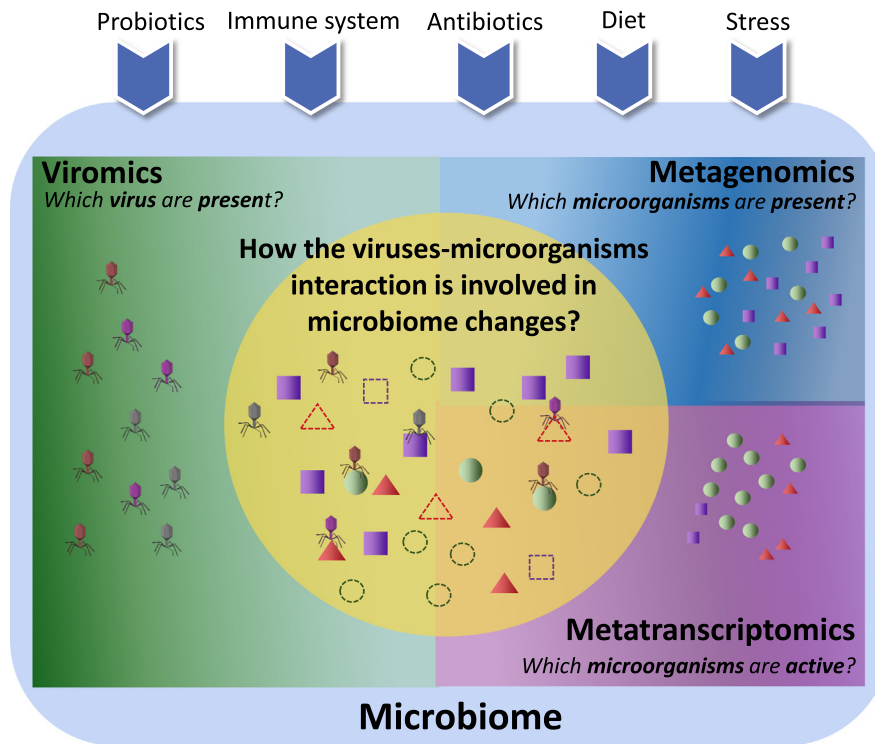 Probiotics
Immune system
Antibiotics
Diet
Stress
Viromics
Which virus are present?
Metagenomics
Which microorganisms are present?
How the viruses-microorganisms
interaction is involved in
microbiome changes?
Metatranscriptomics
Which microorganisms are active?
Microbiome